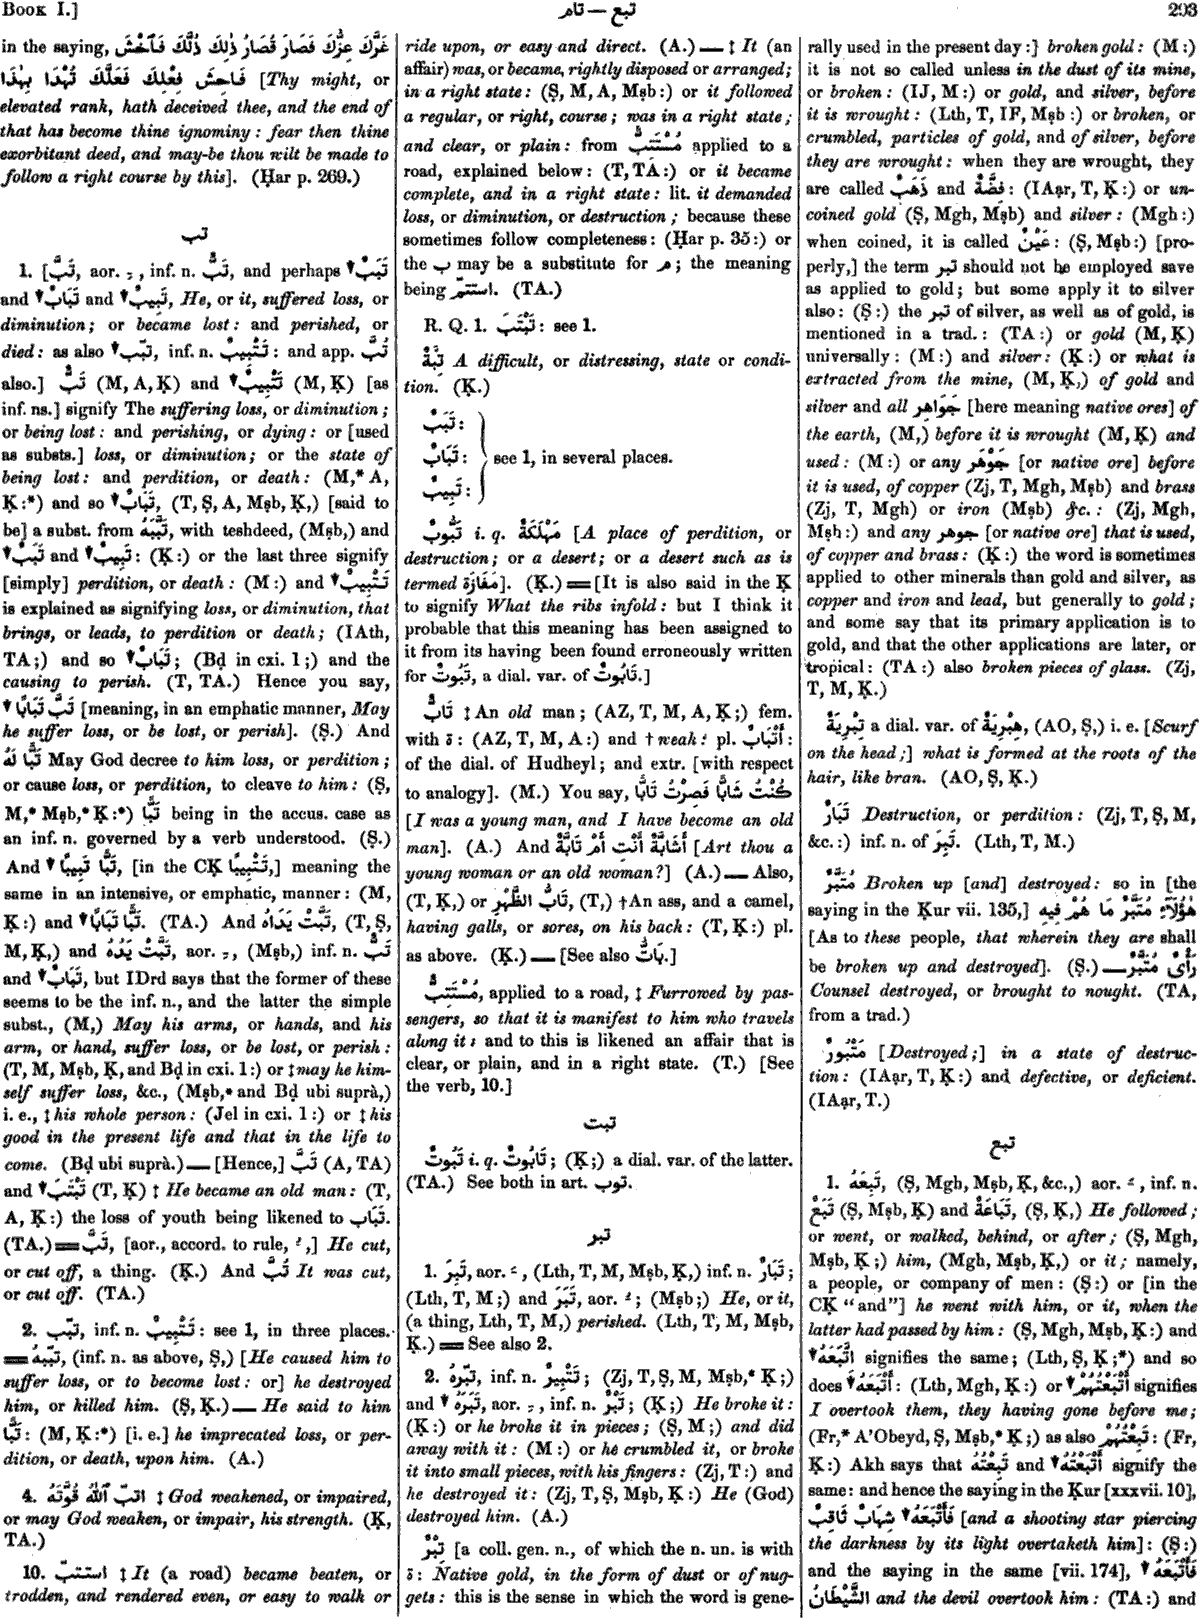 BOOK I.]
تبع — تام
293
in the saying, غَرَّكَ عِزُّكَ فَصَارَ قُصَارُ ذٰلِكَ ذُلَّكَ فَٱخْشَ
فَاحِشَ فِعْلِكَ فَعَلَّكَ تُهْدَا بِهٰذَا [Thy might, or
elevated rank, hath deceived thee, and the end of
that has become thine ignominy : fear then thine
exorbitant deed, and may-be thou wilt be made to
follow a right course by this]. (Ḥar p. 269.)
تب
1. [تَبَّ, aor. ـِ , inf. n. تَبٌّ, and perhaps ▼ تَبَبٌ
and ▼ تَبَابٌ and ▼ تَبِيبٌ, He, or it, suffered loss, or
diminution; or became lost: and perished, or
died: as also ▼ تبّب, inf. n. تَتْبِيبٌ : and app. تُبَّ
also.] تَبٌّ (M, A, Ḳ) and ▼ تَتْبِيبٌ (M, Ḳ) [as
inf. ns.] signify The suffering loss, or diminution;
or being lost: and perishing, or dying: or [used
as substs.] loss, or diminution; or the state of
being lost: and perdition, or death: (M,* A,
Ḳ:*) and so ▼ تَبَابٌ, (T, Ṣ, A, Mṣb, Ḳ,) [said to
be] a subst. from تَبَّبَهُ, with teshdeed, (Mṣb,) and
▼ تَبَبٌ and ▼ تَبِيبٌ: (Ḳ:) or the last three signify
[simply] perdition, or death: (M:) and ▼ تَتْبِيبٌ
is explained as signifying loss, or diminution, that
brings, or leads, to perdition or death; (IAth,
TA;) and so ▼ تَبَابٌ; (Bḍ in cxi. 1;) and the
causing to perish. (T, TA.) Hence you say,
▼ تَبَّ تَبَابًا [meaning, in an emphatic manner, May
he suffer loss, or be lost, or perish]. (Ṣ.) And
تَبًّا لَهُ May God decree to him loss, or perdition;
or cause loss, or perdition, to cleave to him: (Ṣ,
M,* Mṣb,* Ḳ:*) تَبًّا being in the accus. case as
an inf. n. governed by a verb understood. (Ṣ.)
And ▼ تَبًّا تَبِيبًا, [in the CḲ تَتْبِيبًا,] meaning the
same in an intensive, or emphatic, manner: (M,
Ḳ:) and ▼ تَبًّا تَبَابًا. (TA.) And تَبَّتْ يَدَاهُ, (T, Ṣ,
M, Ḳ,) and تَبَّتْ يَدُهُ, aor. ـِ , (Mṣb,) inf. n. تَبٌّ
and ▼ تَبَابٌ, but IDrd says that the former of these
seems to be the inf. n., and the latter the simple
subst., (M,) May his arms, or hands, and his
arm, or hand, suffer loss, or be lost, or perish:
(T, M, Mṣb, Ḳ, and Bḍ in cxi. 1:) or ‡ may he him-
self suffer loss, &c., (Mṣb,* and Bḍ ubi suprà,)
i. e., ‡ his whole person: (Jel in cxi. 1:) or ‡ his
good in the present life and that in the life to
come. (Bḍ ubi suprà.) — [Hence,] تَبَّ (A, TA)
and ▼ تَبْتَبَ (T, Ḳ) ‡ He became an old man: (T,
A, Ḳ:) the loss of youth being likened to تَبَاب.
(TA.) = تَبَّ, [aor., accord. to rule, ـُ ,] He cut,
or cut off, a thing. (Ḳ.) And تُبَّ It was cut,
or cut off. (TA.)
2. تبّب, inf. n. تَتْبِيبٌ: see 1, in three places.
= تبّبهُ, (inf. n. as above, Ṣ,) [He caused him to
suffer loss, or to become lost: or] he destroyed
him, or killed him. (Ṣ, Ḳ.) — He said to him
تَبًّا: (M, Ḳ:*) [i. e.] he imprecated loss, or per-
dition, or death, upon him. (A.)
4. اتبّ ٱللّٰهُ قُوَّتَهُ ‡ God weakened, or impaired,
or may God weaken, or impair, his strength. (Ḳ,
TA.)
10. استتبّ ‡ It (a road) became beaten, or
trodden, and rendered even, or easy to walk or
ride upon, or easy and direct. (A.) — ‡ It (an
affair) was, or became, rightly disposed or arranged;
in a right state: (Ṣ, M, A, Mṣb:) or it followed
a regular, or right, course; was in a right state;
and clear, or plain: from مُسْتَتِبٌّ applied to a
road, explained below: (T, TA:) or it became
complete, and in a right state: lit. it demanded
loss, or diminution, or destruction; because these
sometimes follow completeness: (Ḥar p. 35:) or
the ب may be a substitute for م; the meaning
being استتمّ. (TA.)
R. Q. 1. تَبْتَبَ: see 1.
تَبَّةٌ A difficult, or distressing, state or condi-
tion. (Ḳ.)
تَبَبٌ:
تَبَابٌ: see 1, in several places.
تَبِيبٌ:
تَبُّوبٌ i. q. مَهْلَكَةٌ [A place of perdition, or
destruction; or a desert; or a desert such as is
termed مَفَازَة]. (Ḳ.) = [It is also said in the Ḳ
to signify What the ribs infold: but I think it
probable that this meaning has been assigned to
it from its having been found erroneously written
for تَبُوتٌ, a dial. var. of تَابُوتٌ.]
تَابٌّ ‡ An old man; (AZ, T, M, A, Ḳ;) fem.
with ة: (AZ, T, M, A:) and † weak: pl. أَتْبَابٌ:
of the dial. of Hudheyl; and extr. [with respect
to analogy]. (M.) You say, كُنْتُ شَابًّا فَصِرْتُ تَابًّا
[I was a young man, and I have become an old
man]. (A.) And أَشَابَّةٌ أَنْتِ أَمْ تَابَّةٌ [Art thou a
young woman or an old woman?] (A.) — Also,
(T, Ḳ,) or تَابُّ الظَّهْرِ, (T,) † An ass, and a camel,
having galls, or sores, on his back: (T, Ḳ:) pl.
as above. (Ḳ.) — [See also بَاتٌّ.]
مُسْتَتِبٌّ, applied to a road, ‡ Furrowed by pas-
sengers, so that it is manifest to him who travels
along it: and to this is likened an affair that is
clear, or plain, and in a right state. (T.) [See
the verb, 10.]
تبت
تَبُوتٌ i. q. تَابُوتٌ; (Ḳ;) a dial. var. of the latter.
(TA.) See both in art. توب.
تبر
1. تَبِرَ, aor. ـَ , (Lth, T, M, Mṣb, Ḳ,) inf. n. تَبَارٌ;
(Lth, T, M;) and تَبَرَ, aor. ـُ ; (Mṣb;) He, or it,
(a thing, Lth, T, M,) perished. (Lth, T, M, Mṣb,
Ḳ.) = See also 2.
2. تبّرهُ, inf. n. تَتْبِيرٌ; (Zj, T, Ṣ, M, Mṣb,* Ḳ;)
and ▼ تَبَرَهُ, aor. ـِ , inf. n. تَبْرٌ; (Ḳ;) He broke it:
(Ḳ:) or he broke it in pieces; (Ṣ, M;) and did
away with it: (M:) or he crumbled it, or broke
it into small pieces, with his fingers: (Zj, T:) and
he destroyed it: (Zj, T, Ṣ, Mṣb, Ḳ:) He (God)
destroyed him. (A.)
تِبْرٌ [a coll. gen. n., of which the n. un. is with
ة: Native gold, in the form of dust or of nug-
gets: this is the sense in which the word is gene-
rally used in the present day:] broken gold: (M:)
it is not so called unless in the dust of its mine,
or broken: (IJ, M:) or gold, and silver, before
it is wrought: (Lth, T, IF, Mṣb:) or broken, or
crumbled, particles of gold, and of silver, before
they are wrought: when they are wrought, they
are called ذَهَبٌ and فِضَّةٌ: (IAạr, T, Ḳ:) or un-
coined gold (Ṣ, Mgh, Mṣb) and silver: (Mgh:)
when coined, it is called عَيْنٌ: (Ṣ, Mṣb:) [pro-
perly,] the term تبر should not be employed save
as applied to gold; but some apply it to silver
also: (Ṣ:) the تبر of silver, as well as of gold, is
mentioned in a trad.: (TA:) or gold (M, Ḳ)
universally: (M:) and silver: (Ḳ:) or what is
extracted from the mine, (M, Ḳ,) of gold and
silver and all جَوَاهِر [here meaning native ores] of
the earth, (M,) before it is wrought (M, Ḳ) and
used: (M:) or any جَوْهَر [or native ore] before
it is used, of copper (Zj, T, Mgh, Mṣb) and brass
(Zj, T, Mgh) or iron (Mṣb) &c.: (Zj, Mgh,
Mṣb:) and any جوهر [or native ore] that is used,
of copper and brass: (Ḳ:) the word is sometimes
applied to other minerals than gold and silver, as
copper and iron and lead, but generally to gold;
and some say that its primary application is to
gold, and that the other applications are later, or
tropical: (TA:) also broken pieces of glass. (Zj,
T, M, Ḳ.)
تِبْرِيَةٌ a dial. var. of هِبْرِيَةٌ, (AO, Ṣ,) i. e. [Scurf
on the head;] what is formed at the roots of the
hair, like bran. (AO, Ṣ, Ḳ.)
تَبَارٌ Destruction, or perdition: (Zj, T, Ṣ, M,
&c.:) inf. n. of تَبِرَ. (Lth, T, M.)
مُتَبَّرٌ Broken up [and] destroyed: so in [the
saying in the Ḳur vii. 135,] هٰؤُلَآءِ مُتَبَّرٌ مَا هُمْ فِيهِ
[As to these people, that wherein they are shall
be broken up and destroyed]. (Ṣ.) — رَأْىٌ مُتَبَّرٌ
Counsel destroyed, or brought to nought. (TA,
from a trad.)
مَتْبُورٌ [Destroyed;] in a state of destruc-
tion: (IAạr, T, Ḳ:) and defective, or deficient.
(IAạr, T.)
تبع
1. تَبِعَهُ, (Ṣ, Mgh, Mṣb, Ḳ, &c.,) aor. ـَ , inf. n.
تَبَعٌ (Ṣ, Mṣb, Ḳ) and تَبَاعَةٌ, (Ṣ, Ḳ,) He followed;
or went, or walked, behind, or after; (Ṣ, Mgh,
Mṣb, Ḳ;) him, (Mgh, Mṣb, Ḳ,) or it; namely,
a people, or company of men: (Ṣ:) or [in the
CḲ "and"] he went with him, or it, when the
latter had passed by him: (Ṣ, Mgh, Mṣb, Ḳ:) and
▼ اتَّبَعَهُ signifies the same; (Lth, Ṣ, Ḳ;*) and so
does ▼ أَتْبَعَهُ: (Lth, Mgh, Ḳ:) or ▼ أَتْبَعْتُهُمْ signifies
I overtook them, they having gone before me;
(Fr,* A'Obeyd, Ṣ, Mṣb,* Ḳ;) as also تَبِعْتُهُمْ: (Fr,
Ḳ:) Akh says that تَبِعْتُهُ and ▼ أَتْبَعْتُهُ signify the
same: and hence the saying in the Ḳur [xxxvii. 10],
▼ فَأَتْبَعَهُ شِهَابٌ ثَاقِبٌ [and a shooting star piercing
the darkness by its light overtaketh him]: (Ṣ:)
and the saying in the same [vii. 174], ▼ فَأَتْبَعَهُ
الشَّيْطَانُ and the devil overtook him: (TA:) and